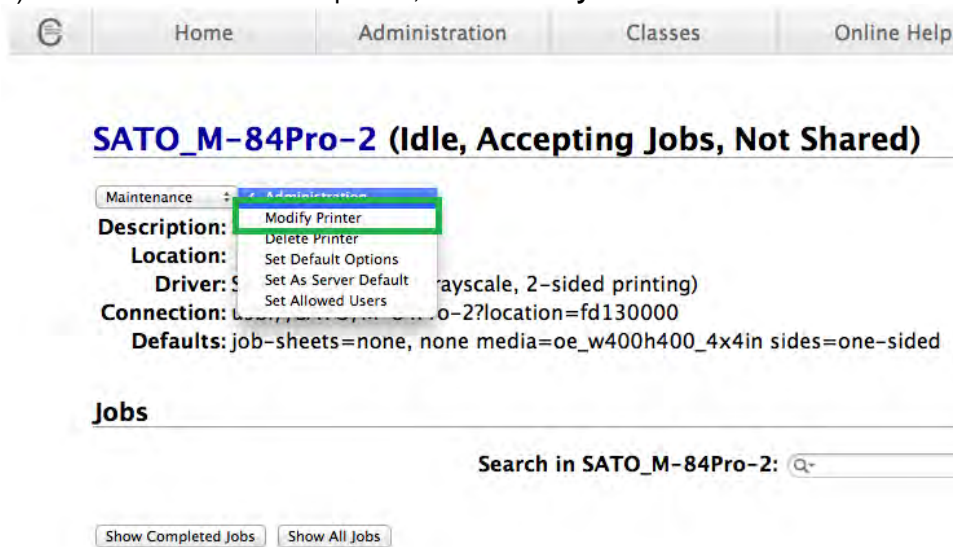 Home Administration Classes Online Help
SATO_M-84Pro-2 (Idle, Accepting Jobs, Not Shared)
Maintenance Administration
Modify Printer
Description:
Delete Printer
Location:
Set Default Options
Driver: Set As Server Default rayscale, 2-sided printing)
Set Allowed Users
Connection: o-2?location=fd130000
Defaults: job-sheets=none, none media=oe_w400h400_4x4in sides=one-sided
Jobs
Search in SATO_M-84Pro-2:
Show Completed Jobs Show All Jobs